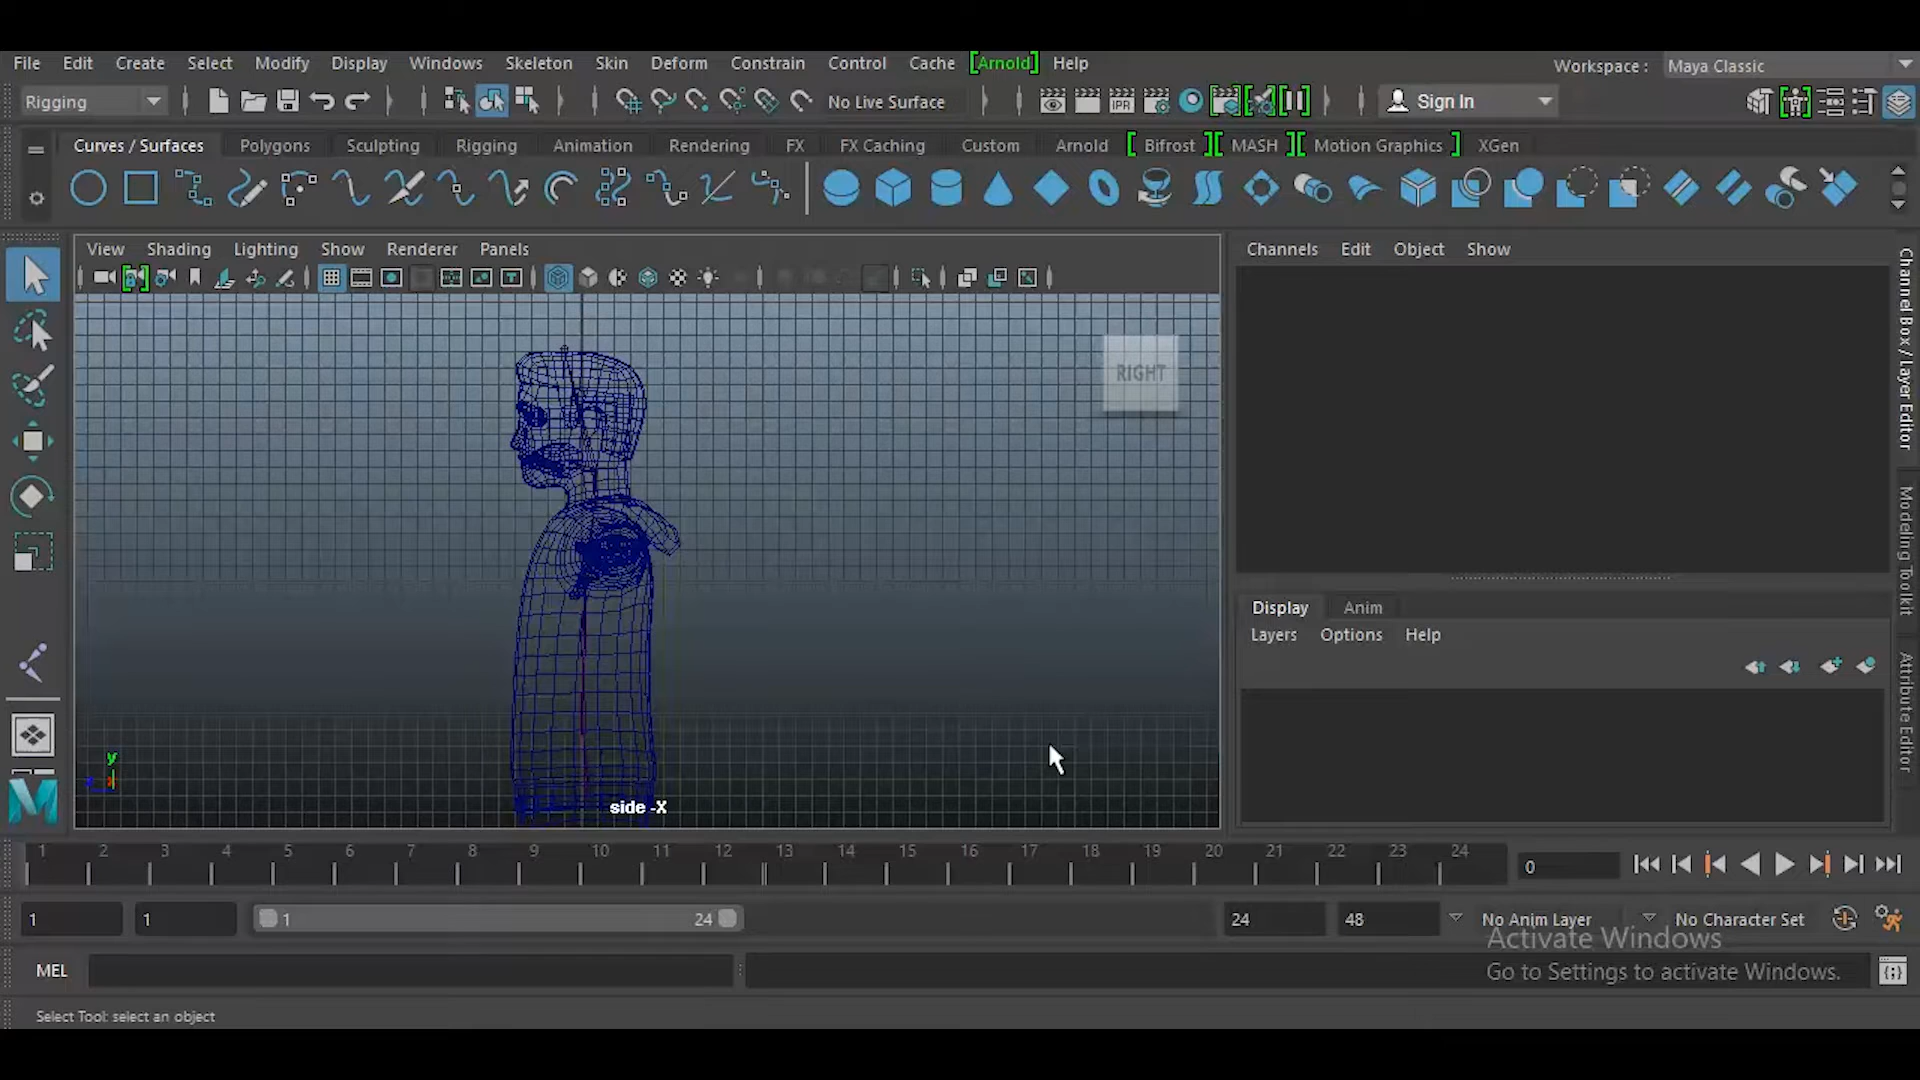 File Edit Create Select Modify Display Windows Skeleton Skin Deform Constrain Control Cache [Arnold] Help
Workspace : Maya Classic
Rigging No Live Surface IPR Sign In
Curves / Surfaces Polygons Sculpting Rigging Animation Rendering FX FX Caching Custom Arnold [ Bifrost ][ MASH ][ Motion Graphics ] XGen
View Shading Lighting Show Renderer Panels
Channels Edit Object Show
RIGHT
Channel Box / Layer Editor
Modeling Toolkit
Attribute Editor
Display Anim
Layers Options Help
y
z x
side -X
1 2 3 4 5 6 7 8 9 10 11 12 13 14 15 16 17 18 19 20 21 22 23 24 0
1 1 1 24 24 48 No Anim Layer No Character Set
Activate Windows
Go to Settings to activate Windows.
MEL
Select Tool: select an object